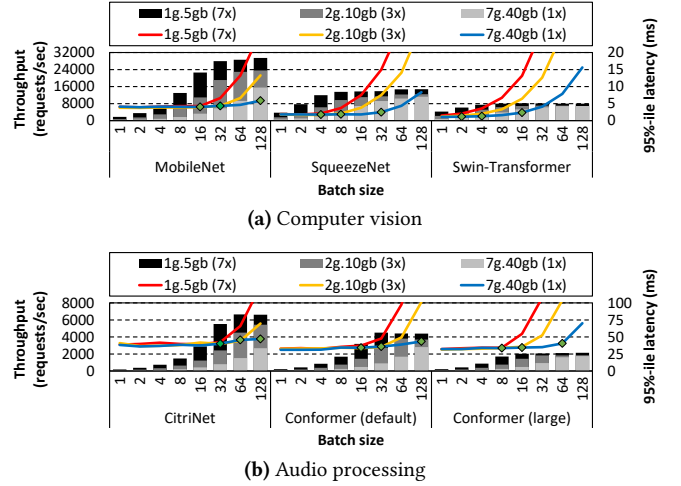 1g.5gb (7x) 2g.10gb (3x) 7g.40gb (1x)
1g.5gb (7x) 2g.10gb (3x) 7g.40gb (1x)
Throughput (requests/sec)
32000
24000
16000
8000
0
20
15
10
5
0
95%-ile latency (ms)
1 2 4 8 16 32 64 128 1 2 4 8 16 32 64 128 1 2 4 8 16 32 64 128
MobileNet SqueezeNet Swin-Transformer
Batch size
(a) Computer vision
1g.5gb (7x) 2g.10gb (3x) 7g.40gb (1x)
1g.5gb (7x) 2g.10gb (3x) 7g.40gb (1x)
Throughput (requests/sec)
8000
6000
4000
2000
0
100
75
50
25
0
95%-ile latency (ms)
1 2 4 8 16 32 64 128 1 2 4 8 16 32 64 128 1 2 4 8 16 32 64 128
CitriNet Conformer (default) Conformer (large)
Batch size
(b) Audio processing